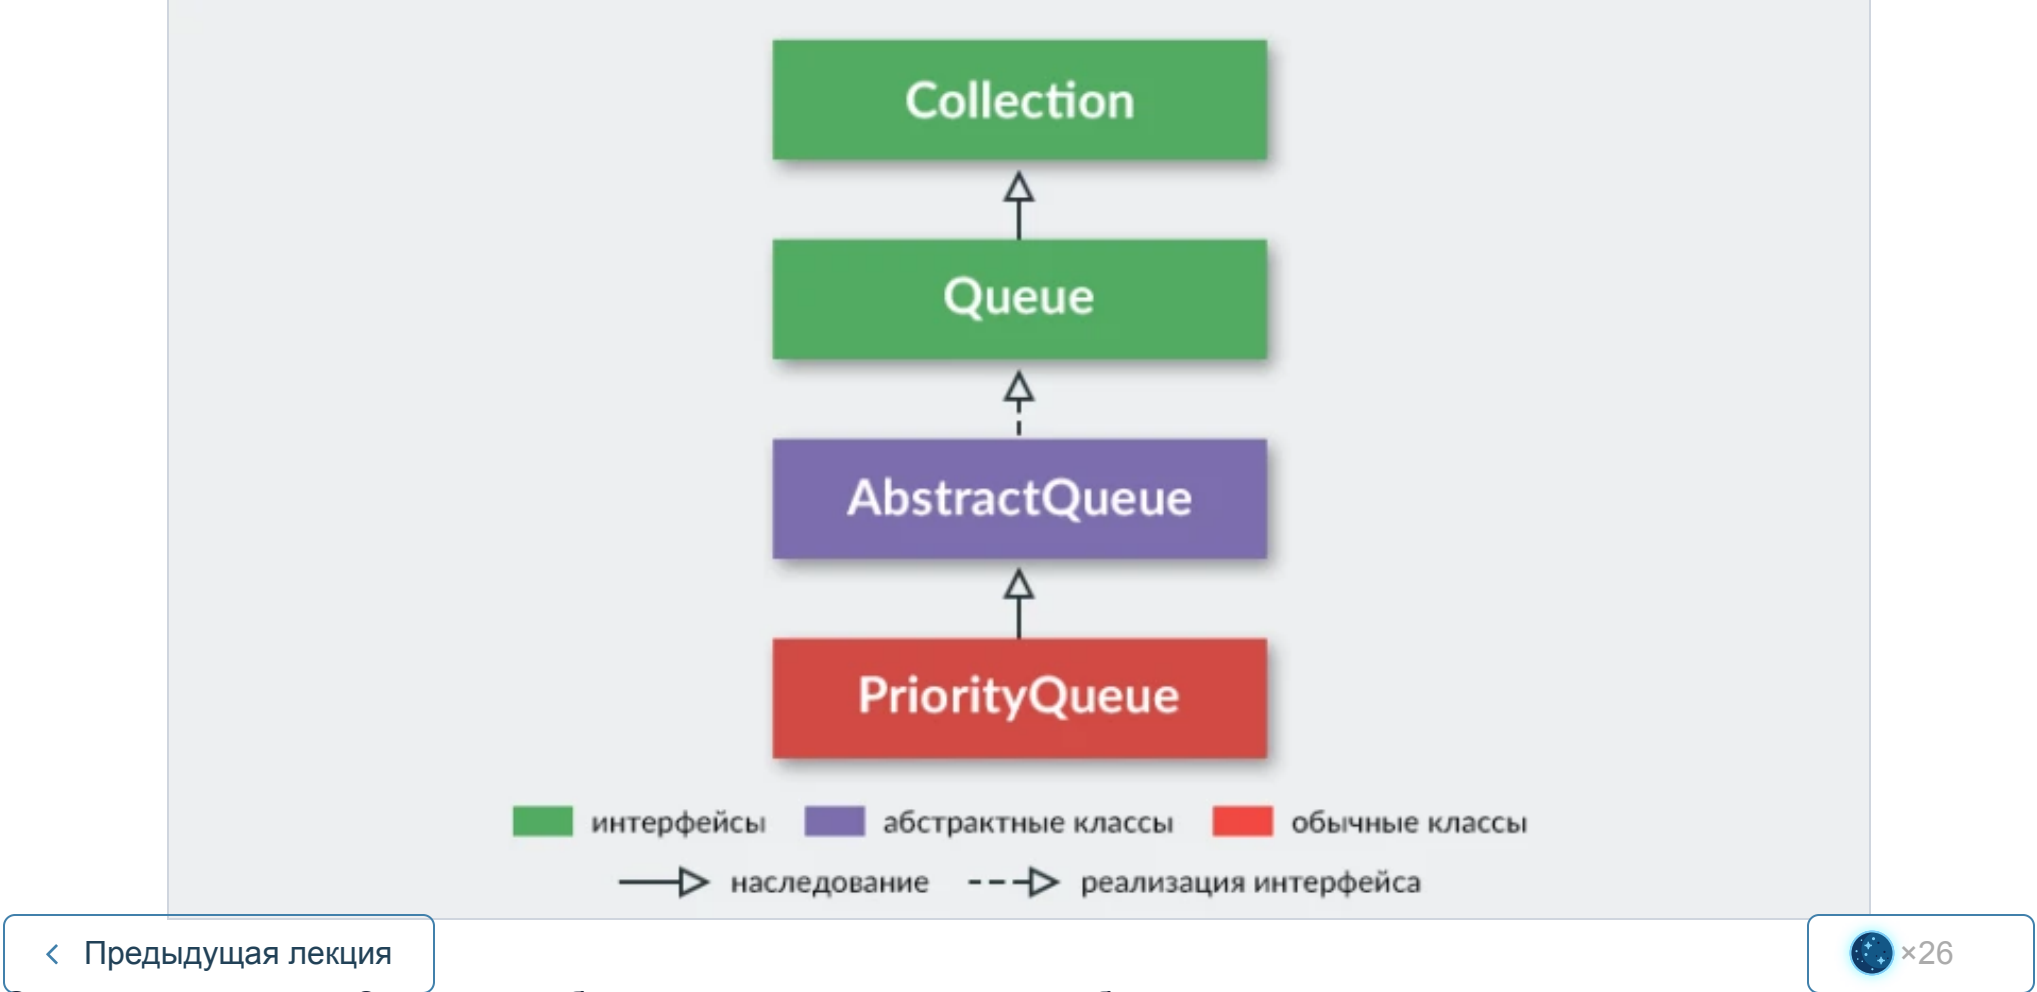 Collection
Queue
AbstractQueue
PriorityQueue
интерфейсы абстрактные классы обычные классы
наследование реализация интерфейса
Предыдущая лекция
×26